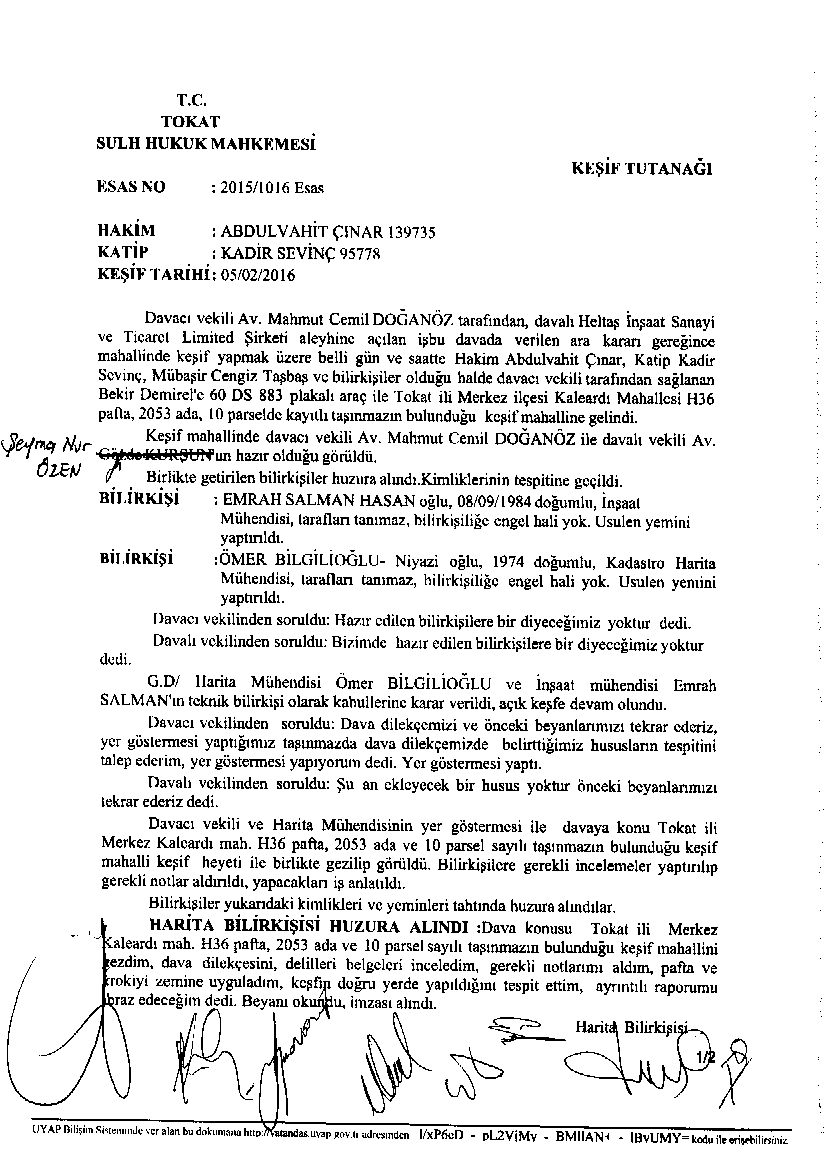 T.C.
TOKAT
SULH HUKUK MAHKEMESİ
KEŞİF TUTANAĞI
ESAS NO : 2015/1016 Esas
HAKİM : ABDULVAHİT ÇINAR 139735
KATİP : KADİR SEVİNÇ 95778
KEŞİF TARİHİ: 05/02/2016
Davacı vekili Av. Mahmut Cemil DOĞANÖZ tarafından, davalı Heltaş İnşaat Sanayi
ve Ticaret Limited Şirketi aleyhine açılan işbu davada verilen ara kararı gereğince
mahallinde keşif yapmak üzere belli gün ve saatte Hakim Abdulvahit Çınar, Katip Kadir
Sevinç, Mübaşir Cengiz Taşbaş ve bilirkişiler olduğu halde davacı vekili tarafından sağlanan
Bekir Demirel'e 60 DS 883 plakalı araç ile Tokat ili Merkez ilçesi Kaleardı Mahallesi H36
pafta, 2053 ada, 10 parselde kayıtlı taşınmazın bulunduğu keşif mahalline gelindi.
Keşif mahallinde davacı vekili Av. Mahmut Cemil DOĞANÖZ ile davalı vekili Av.
Şeyma Nur
ÖZEN
KURŞUN'un hazır olduğu görüldü.
Birlikte getirilen bilirkişiler huzura alındı.Kimliklerinin tespitine geçildi.
BİLİRKİŞİ : EMRAH SALMAN HASAN oğlu, 08/09/1984 doğumlu, İnşaat
Mühendisi, tarafları tanımaz, bilirkişiliğe engel hali yok. Usulen yemini
yaptırıldı.
BİLİRKİŞİ :ÖMER BİLGİLİOĞLU- Niyazi oğlu, 1974 doğumlu, Kadastro Harita
Mühendisi, tarafları tanımaz, bilirkişiliğe engel hali yok. Usulen yemini
yaptırıldı.
Davacı vekilinden soruldu: Hazır edilen bilirkişilere bir diyeceğimiz yoktur dedi.
Davalı vekilinden soruldu: Bizimde hazır edilen bilirkişilere bir diyeceğimiz yoktur
dedi.
G.D/ Harita Mühendisi Ömer BİLGİLİOĞLU ve İnşaat mühendisi Emrah
SALMAN'ın teknik bilirkişi olarak kabullerine karar verildi, açık keşfe devam olundu.
Davacı vekilinden soruldu: Dava dilekçemizi ve önceki beyanlarımızı tekrar ederiz,
yer göstermesi yaptığımız taşınmazda dava dilekçemizde belirttiğimiz hususların tespitini
talep ederim, yer göstermesi yapıyorum dedi. Yer göstermesi yaptı.
Davalı vekilinden soruldu: Şu an ekleyecek bir husus yoktur önceki beyanlarımızı
tekrar ederiz dedi.
Davacı vekili ve Harita Mühendisinin yer göstermesi ile davaya konu Tokat ili
Merkez Kaleardı mah. H36 pafta, 2053 ada ve 10 parsel sayılı taşınmazın bulunduğu keşif
mahalli keşif heyeti ile birlikte gezilip görüldü. Bilirkişilere gerekli incelemeler yaptırılıp
gerekli notlar aldırıldı, yapacakları iş anlatıldı.
Bilirkişiler yukarıdaki kimlikleri ve yeminleri tahtında huzura alındılar.
HARİTA BİLİRKİŞİSİ HUZURA ALINDI :Dava konusu Tokat ili Merkez
Kaleardı mah. H36 pafta, 2053 ada ve 10 parsel sayılı taşınmazın bulunduğu keşif mahallini
gezdim, dava dilekçesini, delilleri belgeleri inceledim, gerekli notlarımı aldım, pafta ve
krokiyi zemine uyguladım, keşfin doğru yerde yapıldığını tespit ettim, ayrıntılı raporumu
ibraz edeceğim dedi. Beyanı okundu, imzası alındı.
Harita Bilirkişisi
1/2
UYAP Bilişim Sisteminde yer alan bu dokümana http://vatandas.uyap.gov.tr adresinden - pL2VjMv - - IBvUMY= kodu ile erişebilirsiniz